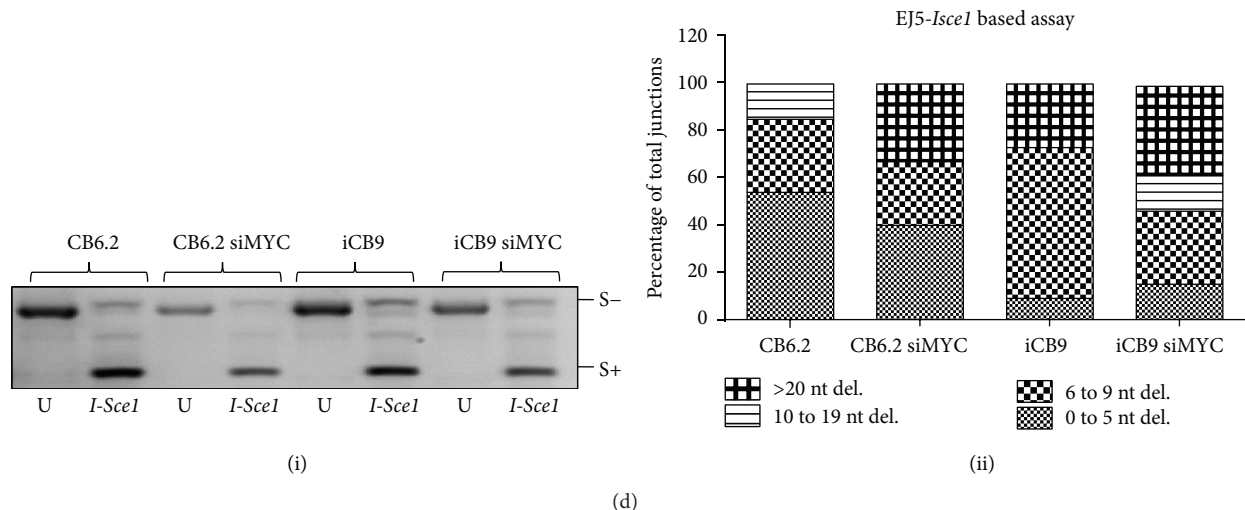 CB6.2 CB6.2 siMYC iCB9 iCB9 siMYC
S−
S+
U I-Sce1 U I-Sce1 U I-Sce1 U I-Sce1
(i)
EJ5-Isce1 based assay
Percentage of total junctions
120
100
80
60
40
20
0
CB6.2 CB6.2 siMYC iCB9 iCB9 siMYC
>20 nt del.
10 to 19 nt del.
6 to 9 nt del.
0 to 5 nt del.
(ii)
(d)